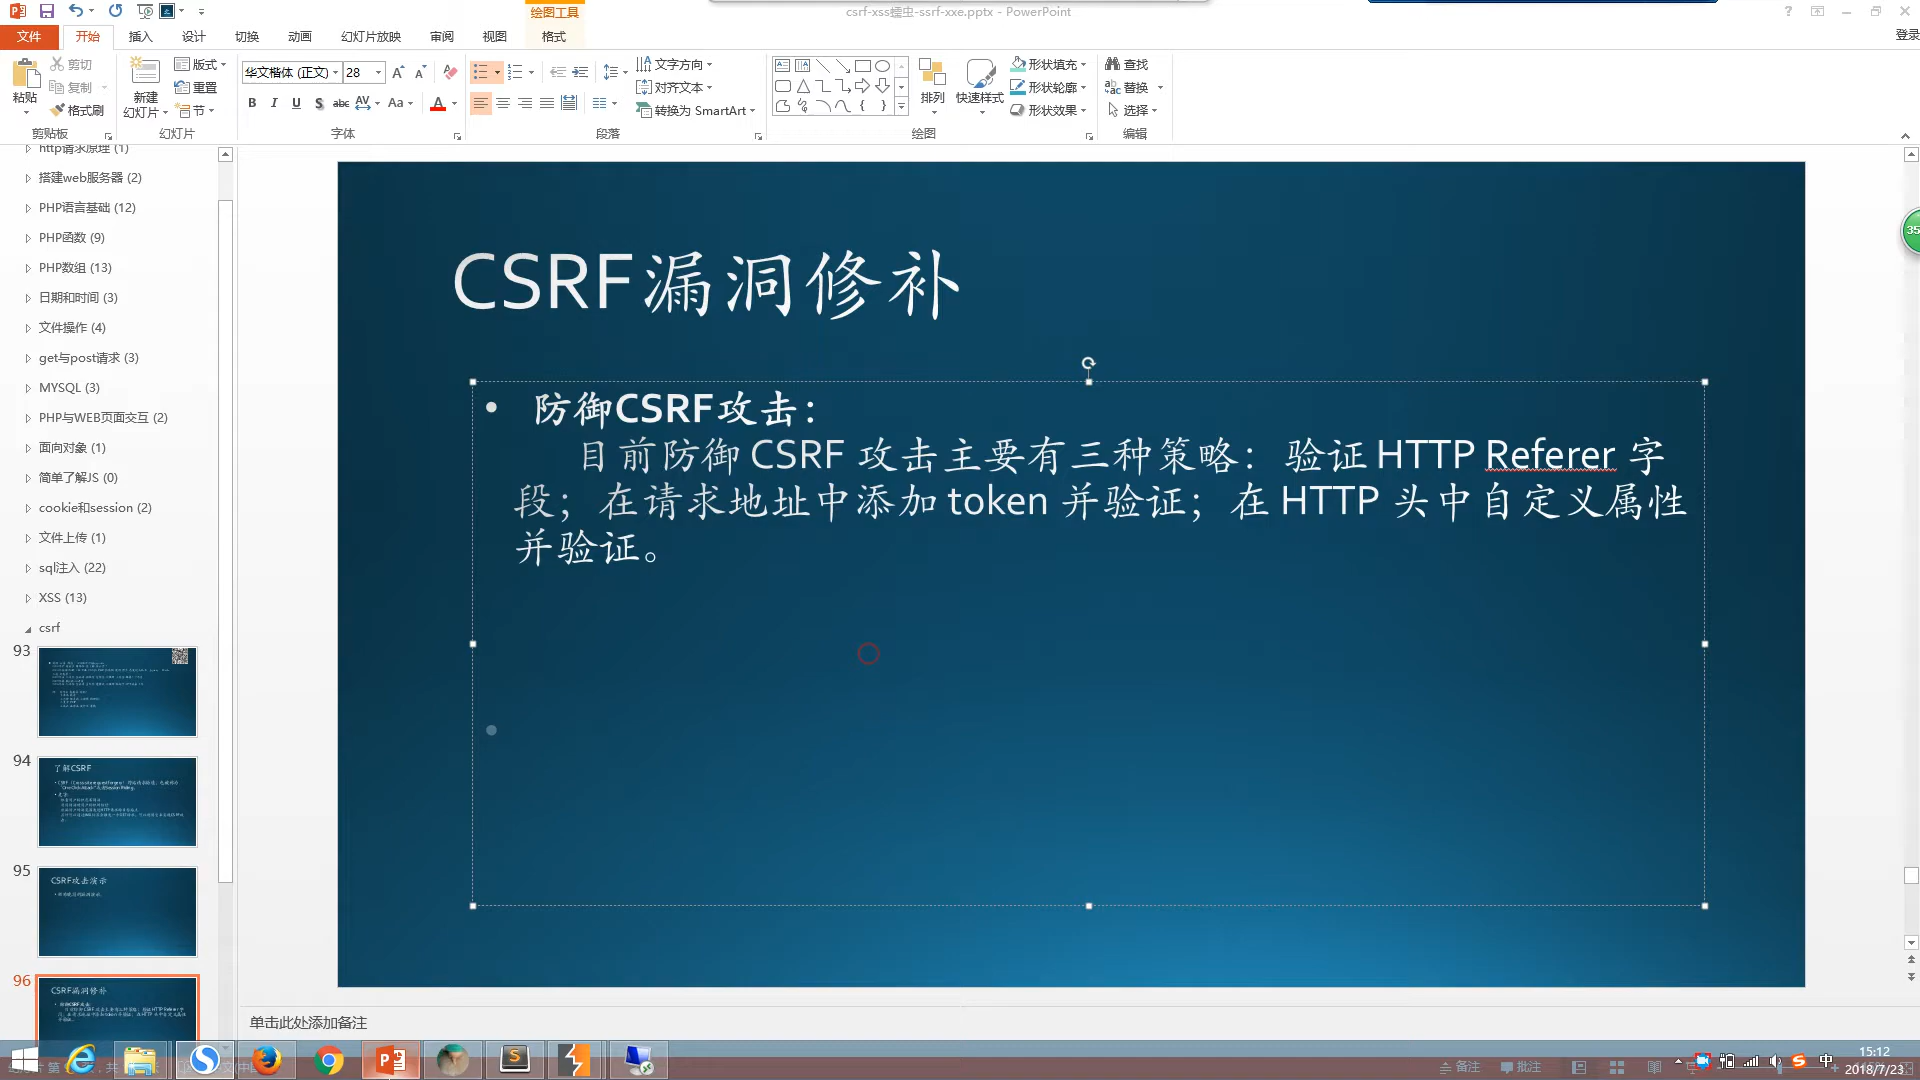 csrf-xss蠕虫-ssrf-xxe.pptx - PowerPoint
绘图工具
登录
文件 开始 插入 设计 切换 动画 幻灯片放映 审阅 视图 格式
粘贴 剪切 复制 格式刷
剪贴板
新建 幻灯片 版式 重置 节
幻灯片
华文楷体 (正文) 28
B I U S abc AV Aa A
字体
文字方向
对齐文本
转换为 SmartArt
段落
排列 快速样式 形状填充 形状轮廓 形状效果
绘图
查找
替换
选择
编辑
http请求原理 (1)
搭建web服务器 (2)
PHP语言基础 (12)
PHP函数 (9)
PHP数组 (13)
日期和时间 (3)
文件操作 (4)
get与post请求 (3)
MYSQL (3)
PHP与WEB页面交互 (2)
面向对象 (1)
简单了解JS (0)
cookie和session (2)
文件上传 (1)
sql注入 (22)
XSS (13)
csrf
93
94
了解CSRF
95
CSRF攻击演示
96
CSRF漏洞修补
CSRF漏洞修补
• 防御CSRF攻击：
目前防御 CSRF 攻击主要有三种策略：验证 HTTP Referer 字
段；在请求地址中添加 token 并验证；在 HTTP 头中自定义属性
并验证。
35
单击此处添加备注
备注 批注
中
15:12
2018/7/23